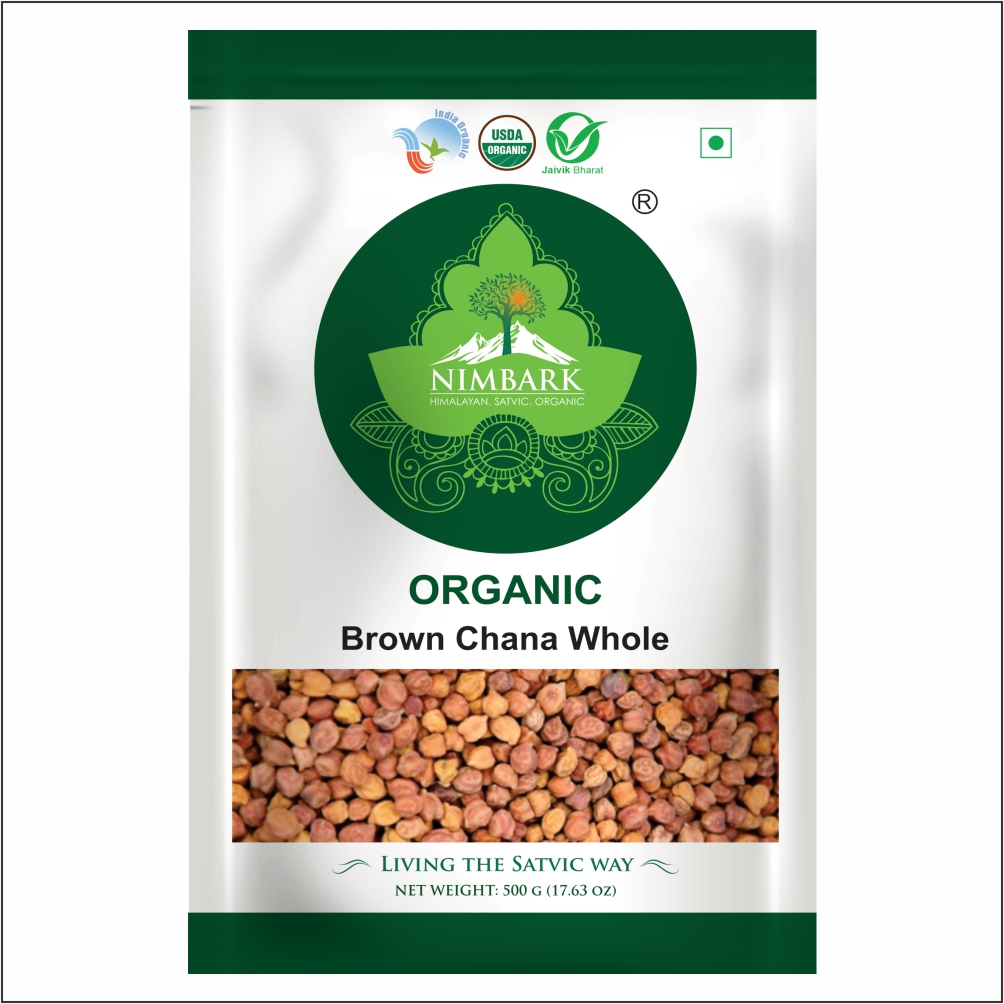 India Organic
USDA
ORGANIC
Jaivik Bharat
®
NIMBARK
HIMALAYAN. SATVIC. ORGANIC
ORGANIC
Brown Chana Whole
LIVING THE SATVIC WAY
NET WEIGHT: 500 G (17.63 OZ)